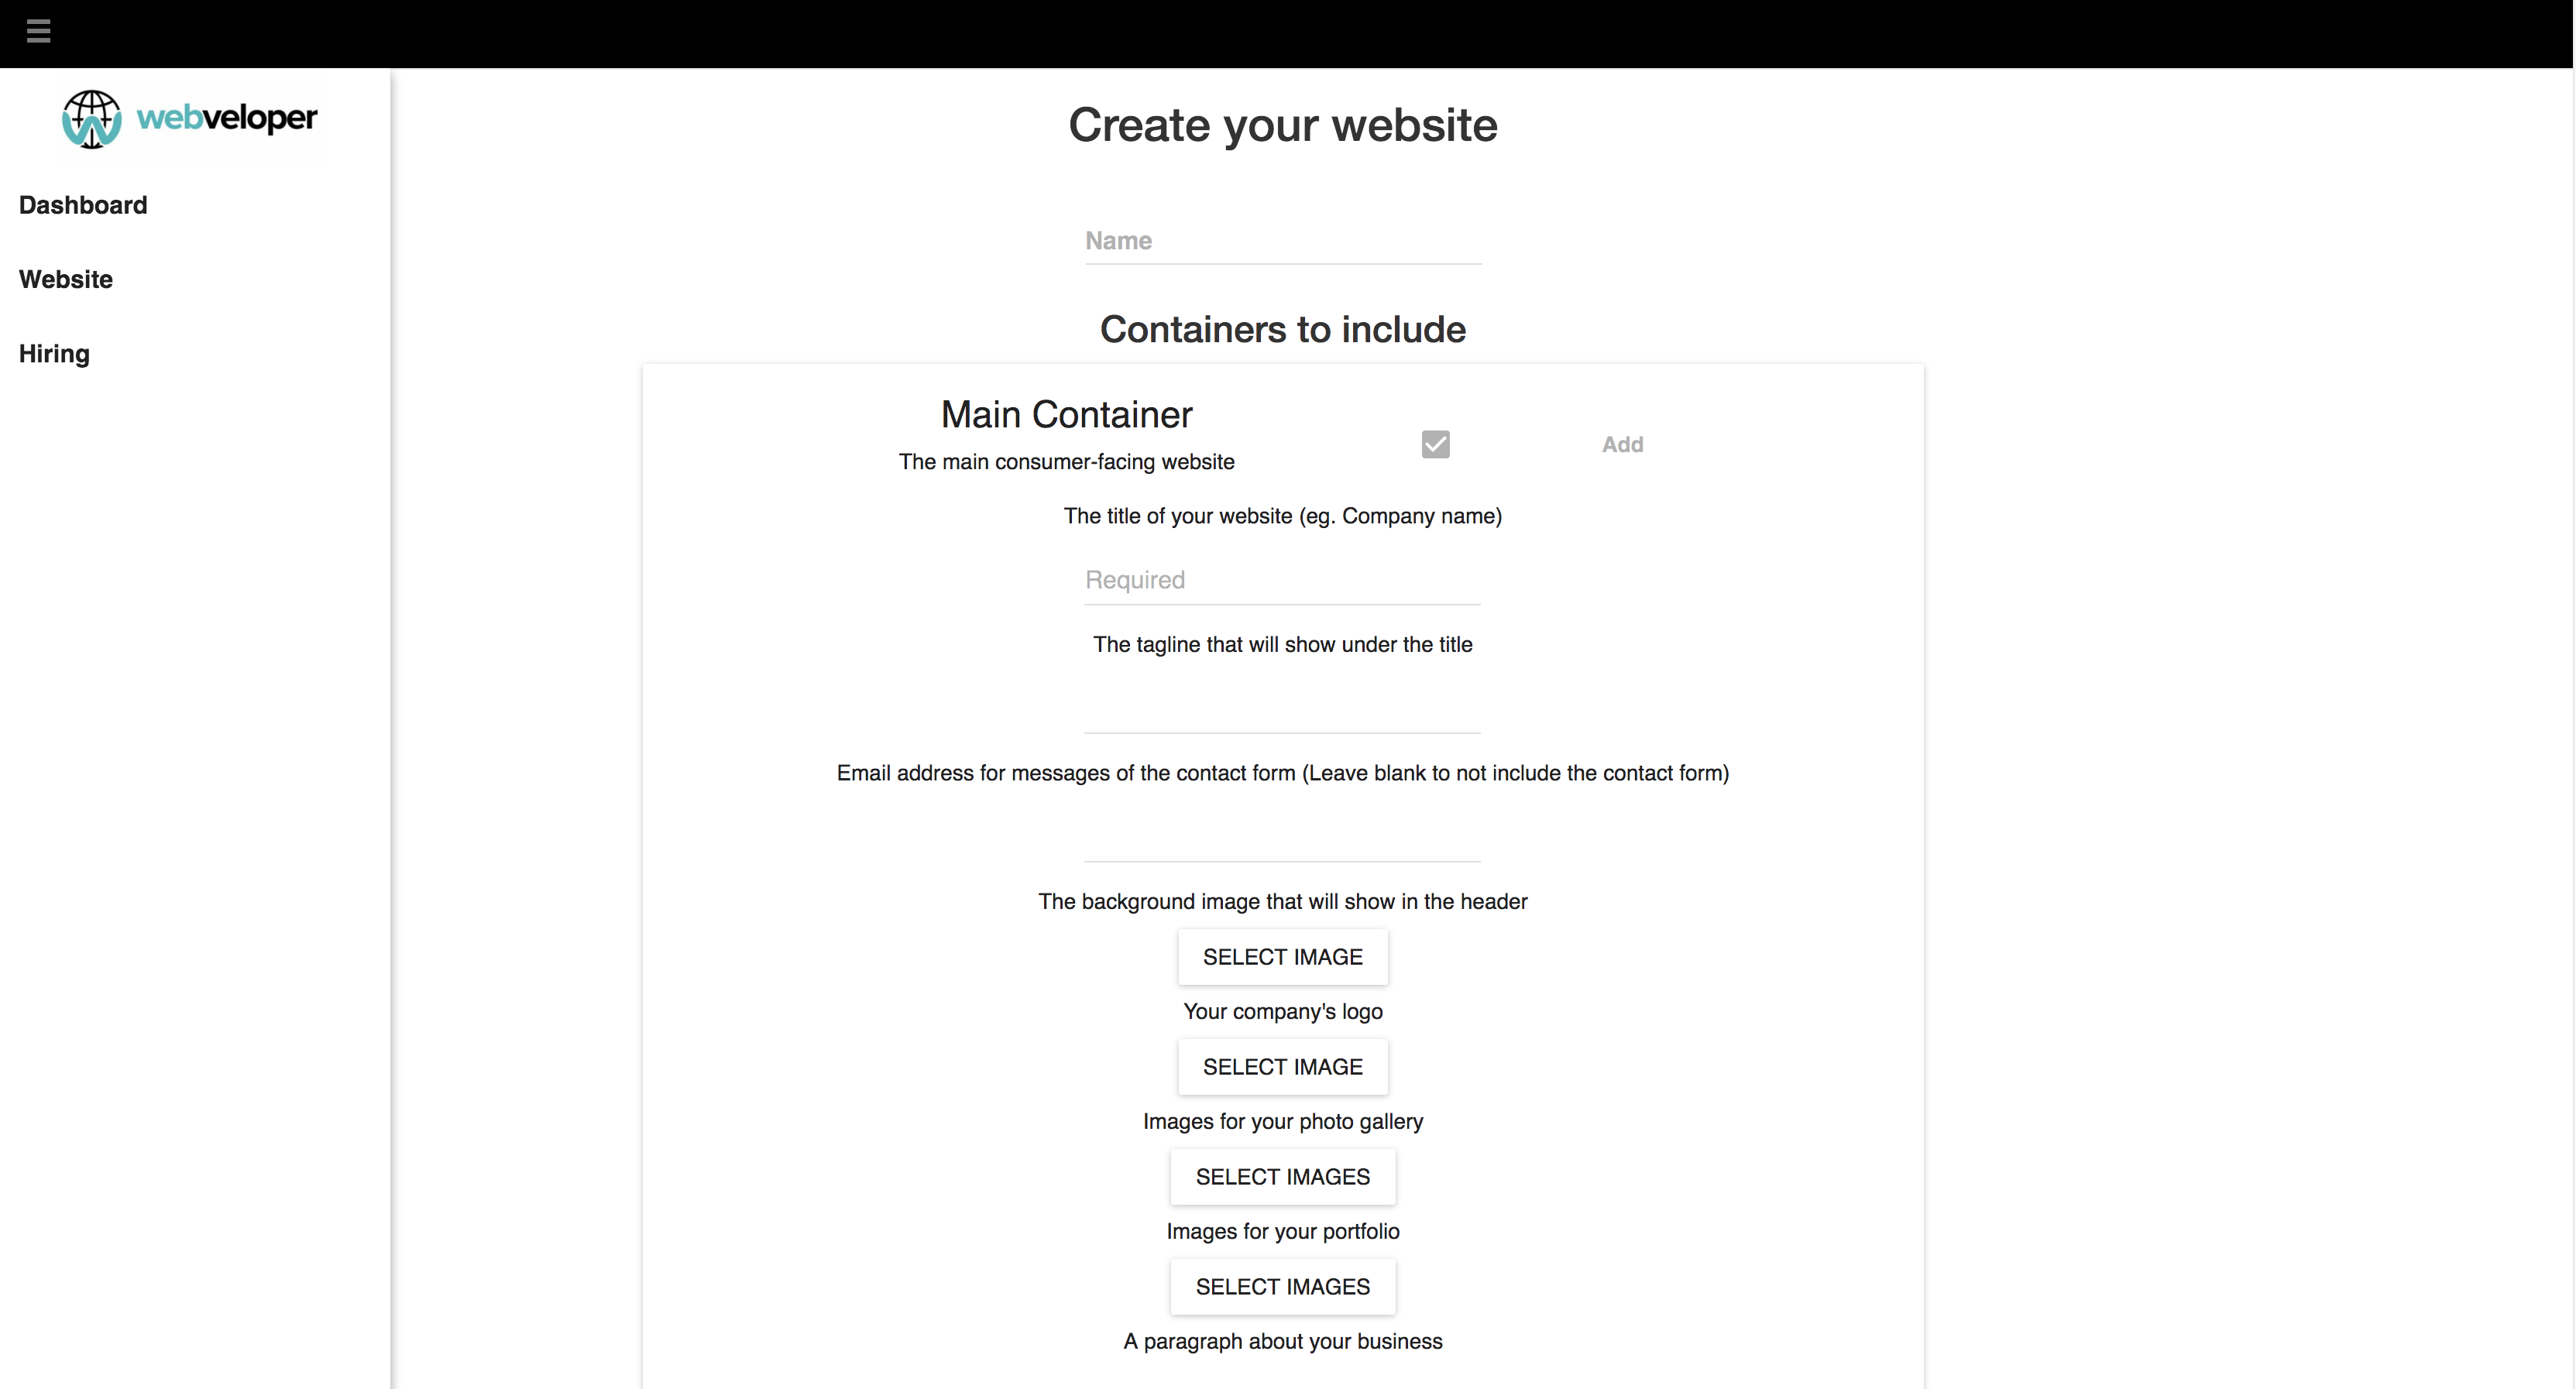 webveloper
Dashboard
Website
Hiring
Create your website
Name
Containers to include
Main Container
The main consumer-facing website
Add
The title of your website (eg. Company name)
Required
The tagline that will show under the title
Email address for messages of the contact form (Leave blank to not include the contact form)
The background image that will show in the header
SELECT IMAGE
Your company's logo
SELECT IMAGE
Images for your photo gallery
SELECT IMAGES
Images for your portfolio
SELECT IMAGES
A paragraph about your business